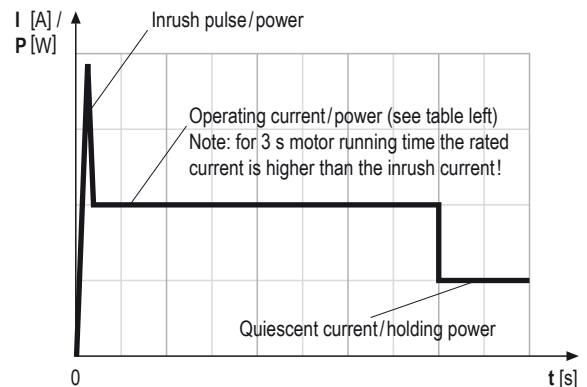 I [A] /
P [W]
Inrush pulse/power
Operating current/power (see table left)
Note: for 3 s motor running time the rated
current is higher than the inrush current!
Quiescent current/holding power
0
t [s]